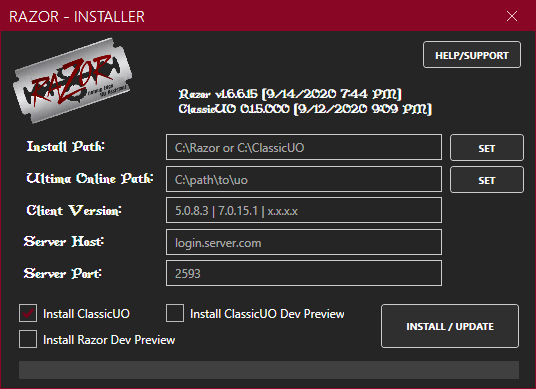 RAZOR - INSTALLER
RAZOR
HELP/SUPPORT
Razor v1.6.6.15 [9/14/2020 7:44 PM]
ClassicUO 0.1.5.000 [9/12/2020 9:09 PM]
Install Path:
C:\Razor or C:\ClassicUO
SET
Ultima Online Path:
C:\path\to\uo
SET
Client Version:
5.0.8.3 | 7.0.15.1 | x.x.x.x
Server Host:
login.server.com
Server Port:
2593
Install ClassicUO
Install ClassicUO Dev Preview
Install Razor Dev Preview
INSTALL / UPDATE